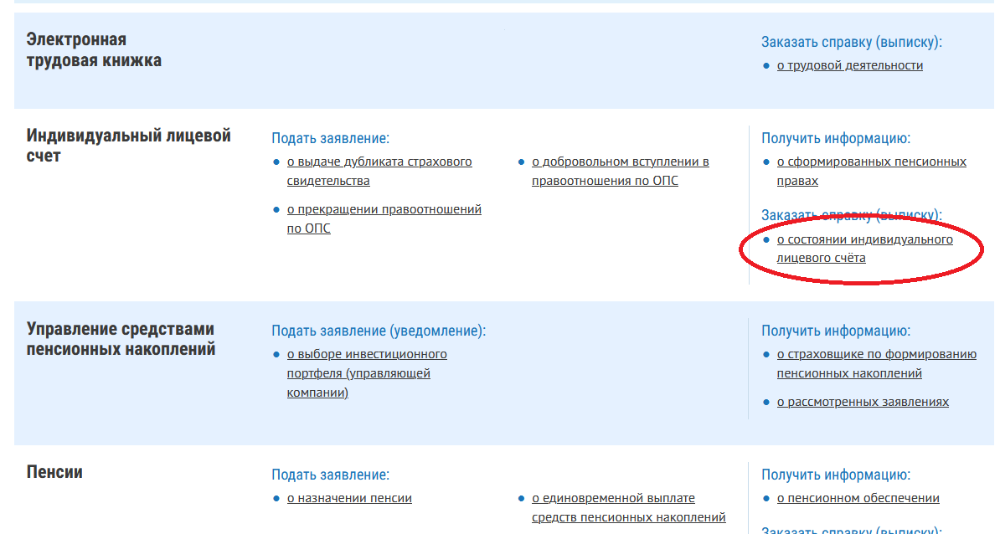 Электронная
трудовая книжка
Заказать справку (выписку):
о трудовой деятельности
Индивидуальный лицевой
счет
Подать заявление:
о выдаче дубликата страхового
свидетельства
о прекращении правоотношений
по ОПС
о добровольном вступлении в
правоотношения по ОПС
Получить информацию:
о сформированных пенсионных
правах
Заказать справку (выписку):
о состоянии индивидуального
лицевого счёта
Управление средствами
пенсионных накоплений
Подать заявление (уведомление):
о выборе инвестиционного
портфеля (управляющей
компании)
Получить информацию:
о страховщике по формированию
пенсионных накоплений
о рассмотренных заявлениях
Пенсии
Подать заявление:
о назначении пенсии
о единовременной выплате
средств пенсионных накоплений
Получить информацию:
о пенсионном обеспечении
Заказать справку (выписку):